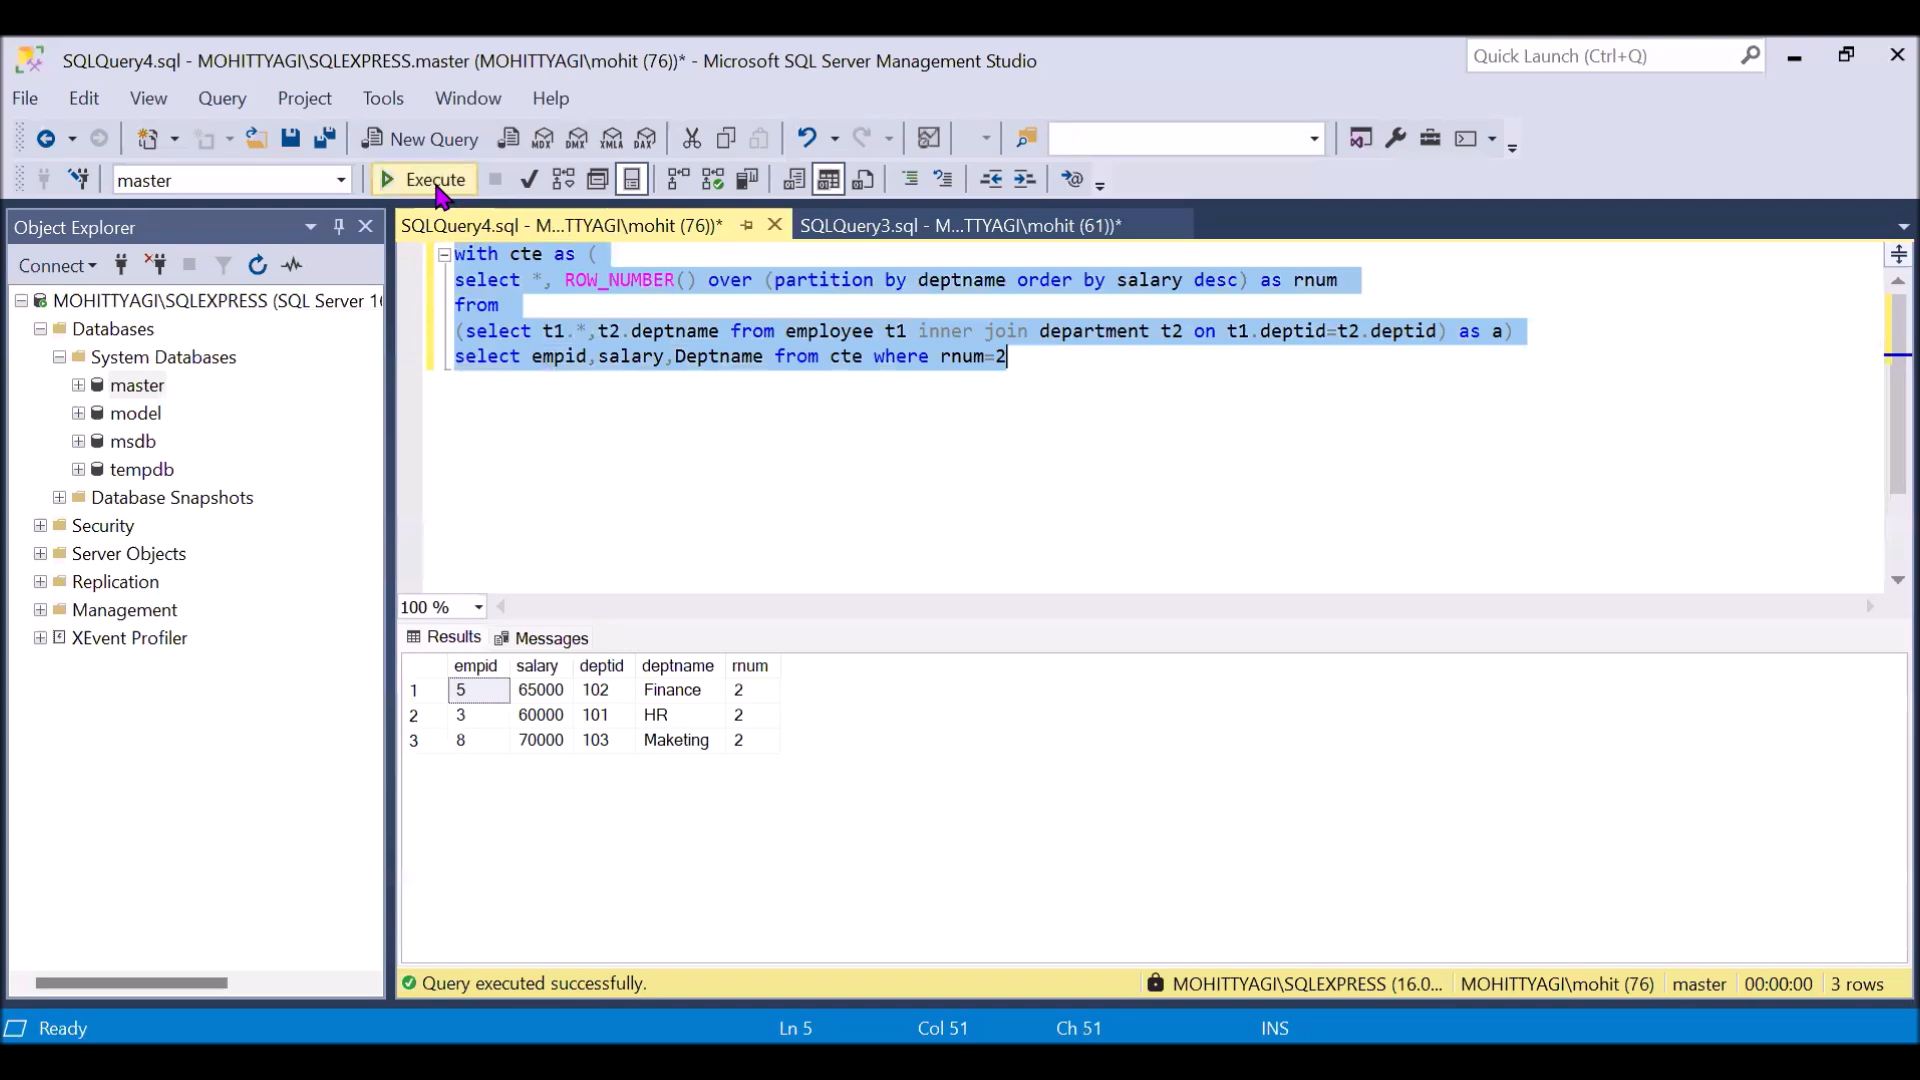 SQLQuery4.sql - MOHITTYAGI\SQLEXPRESS.master (MOHITTYAGI\mohit (76))* - Microsoft SQL Server Management Studio
Quick Launch (Ctrl+Q)
File Edit View Query Project Tools Window Help
New Query MDX DMX XMLA DAX
master Execute
Object Explorer
SQLQuery4.sql - M...TTYAGI\mohit (76))* SQLQuery3.sql - M...TTYAGI\mohit (61))*
Connect
MOHITTYAGI\SQLEXPRESS (SQL Server 16
Databases
System Databases
master
model
msdb
tempdb
Database Snapshots
Security
Server Objects
Replication
Management
XEvent Profiler
with cte as (
select *, ROW_NUMBER() over (partition by deptname order by salary desc) as rnum
from
(select t1.*,t2.deptname from employee t1 inner join department t2 on t1.deptid=t2.deptid) as a)
select empid,salary,Deptname from cte where rnum=2
100 %
Results Messages
empid salary deptid deptname rnum
1 5 65000 102 Finance 2
2 3 60000 101 HR 2
3 8 70000 103 Maketing 2
Query executed successfully. MOHITTYAGI\SQLEXPRESS (16.0... MOHITTYAGI\mohit (76) master 00:00:00 3 rows
Ready Ln 5 Col 51 Ch 51 INS